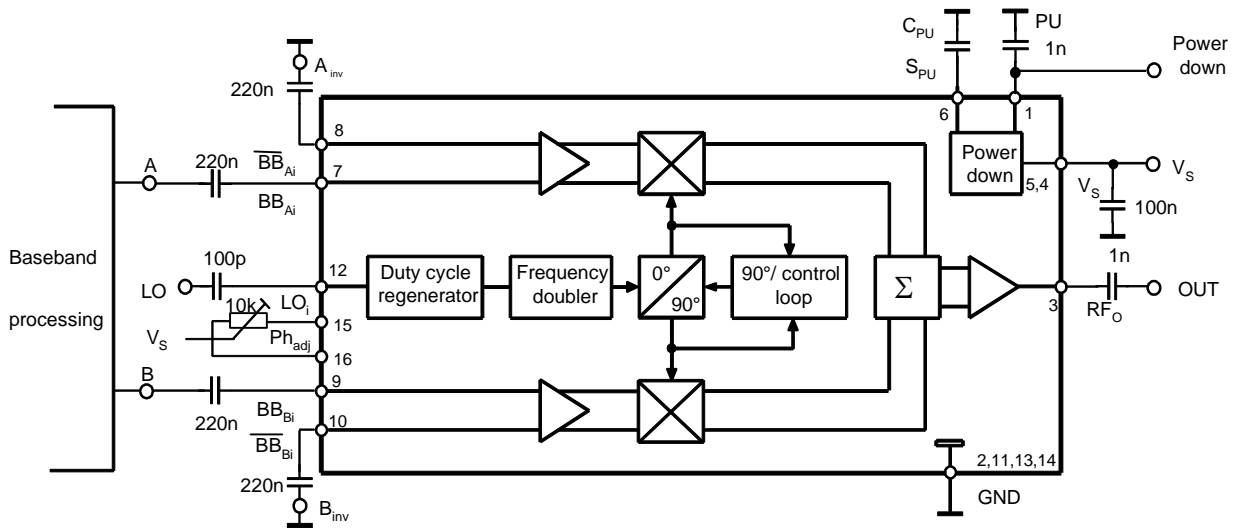 C_PU
PU
1n
Power
down
S_PU
A_inv
220n
6
1
8
Power
down
A
220n
B̅B̅_Ai
7
5,4
V_S
V_S
BB_Ai
100n
Baseband
processing
100p
12
Duty cycle
regenerator
Frequency
doubler
0°
90°
90°/ control
loop
Σ
1n
LO
LO_i
10k
3
RF_O
OUT
15
V_S
Ph_adj
16
B
9
220n
BB_Bi
10
B̅B̅_Bi
220n
2,11,13,14
GND
B_inv